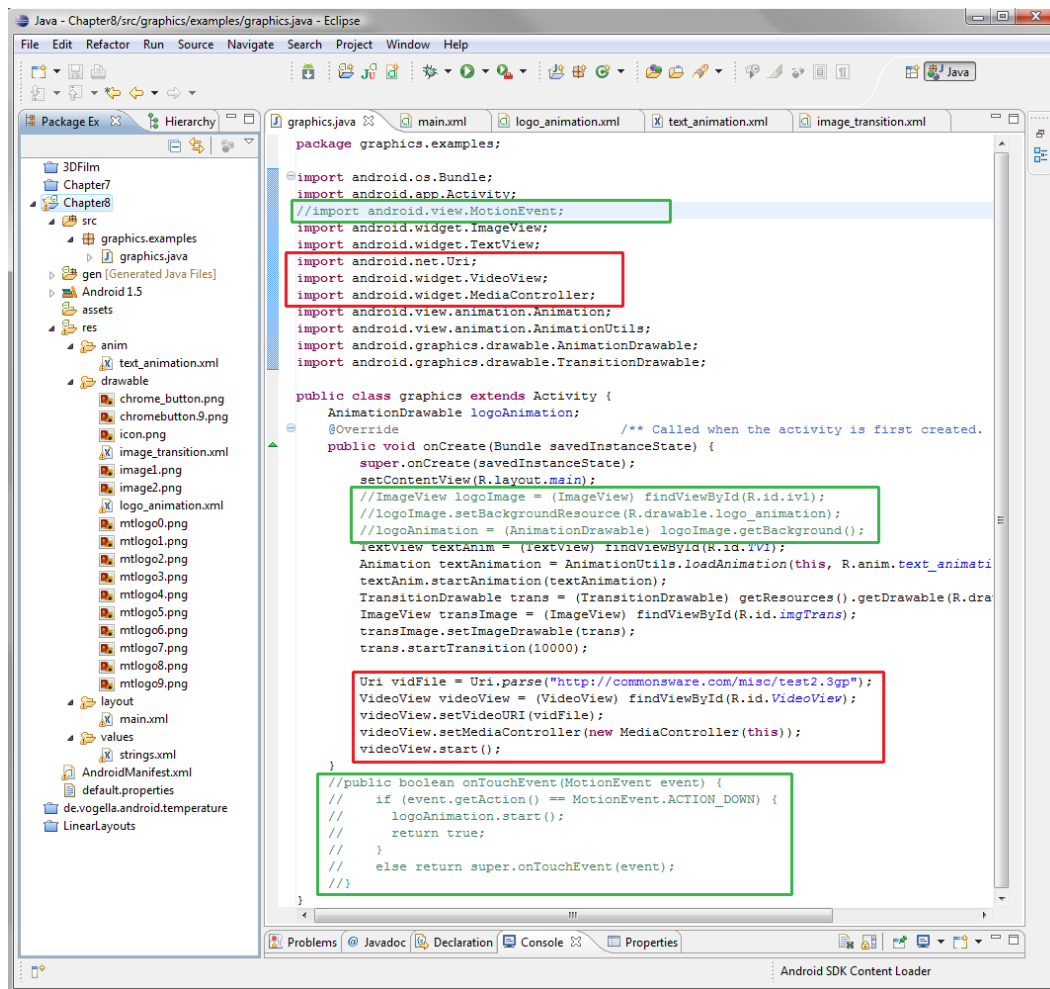 Java - Chapter8/src/graphics/examples/graphics.java - Eclipse
File Edit Refactor Run Source Navigate Search Project Window Help
Java
Package Ex
Hierarchy
3DFilm
Chapter7
Chapter8
src
graphics.examples
graphics.java
gen [Generated Java Files]
Android 1.5
assets
res
anim
text_animation.xml
drawable
chrome_button.png
chromebutton.9.png
icon.png
image_transition.xml
image1.png
image2.png
logo_animation.xml
mtlogo0.png
mtlogo1.png
mtlogo2.png
mtlogo3.png
mtlogo4.png
mtlogo5.png
mtlogo6.png
mtlogo7.png
mtlogo8.png
mtlogo9.png
layout
main.xml
values
strings.xml
AndroidManifest.xml
default.properties
de.vogella.android.temperature
LinearLayouts
graphics.java main.xml logo_animation.xml text_animation.xml image_transition.xml
package graphics.examples;
import android.os.Bundle;
import android.app.Activity;
//import android.view.MotionEvent;
import android.widget.ImageView;
import android.widget.TextView;
import android.net.Uri;
import android.widget.VideoView;
import android.widget.MediaController;
import android.view.animation.Animation;
import android.view.animation.AnimationUtils;
import android.graphics.drawable.AnimationDrawable;
import android.graphics.drawable.TransitionDrawable;
public class graphics extends Activity {
AnimationDrawable logoAnimation;
@Override /** Called when the activity is first created.
public void onCreate(Bundle savedInstanceState) {
super.onCreate(savedInstanceState);
setContentView(R.layout.main);
//ImageView logoImage = (ImageView) findViewById(R.id.iv1);
//logoImage.setBackgroundResource(R.drawable.logo_animation);
//logoAnimation = (AnimationDrawable) logoImage.getBackground();
TextView textAnim = (TextView) findViewById(R.id.TV1);
Animation textAnimation = AnimationUtils.loadAnimation(this, R.anim.text_animati
textAnim.startAnimation(textAnimation);
TransitionDrawable trans = (TransitionDrawable) getResources().getDrawable(R.dra
ImageView transImage = (ImageView) findViewById(R.id.imgTrans);
transImage.setImageDrawable(trans);
trans.startTransition(10000);
Uri vidFile = Uri.parse("http://commonsware.com/misc/test2.3gp");
VideoView videoView = (VideoView) findViewById(R.id.VideoView);
videoView.setVideoURI(vidFile);
videoView.setMediaController(new MediaController(this));
videoView.start();
}
//public boolean onTouchEvent(MotionEvent event) {
// if (event.getAction() == MotionEvent.ACTION_DOWN) {
// logoAnimation.start();
// return true;
// }
// else return super.onTouchEvent(event);
//}
}
Problems @ Javadoc Declaration Console Properties
Android SDK Content Loader